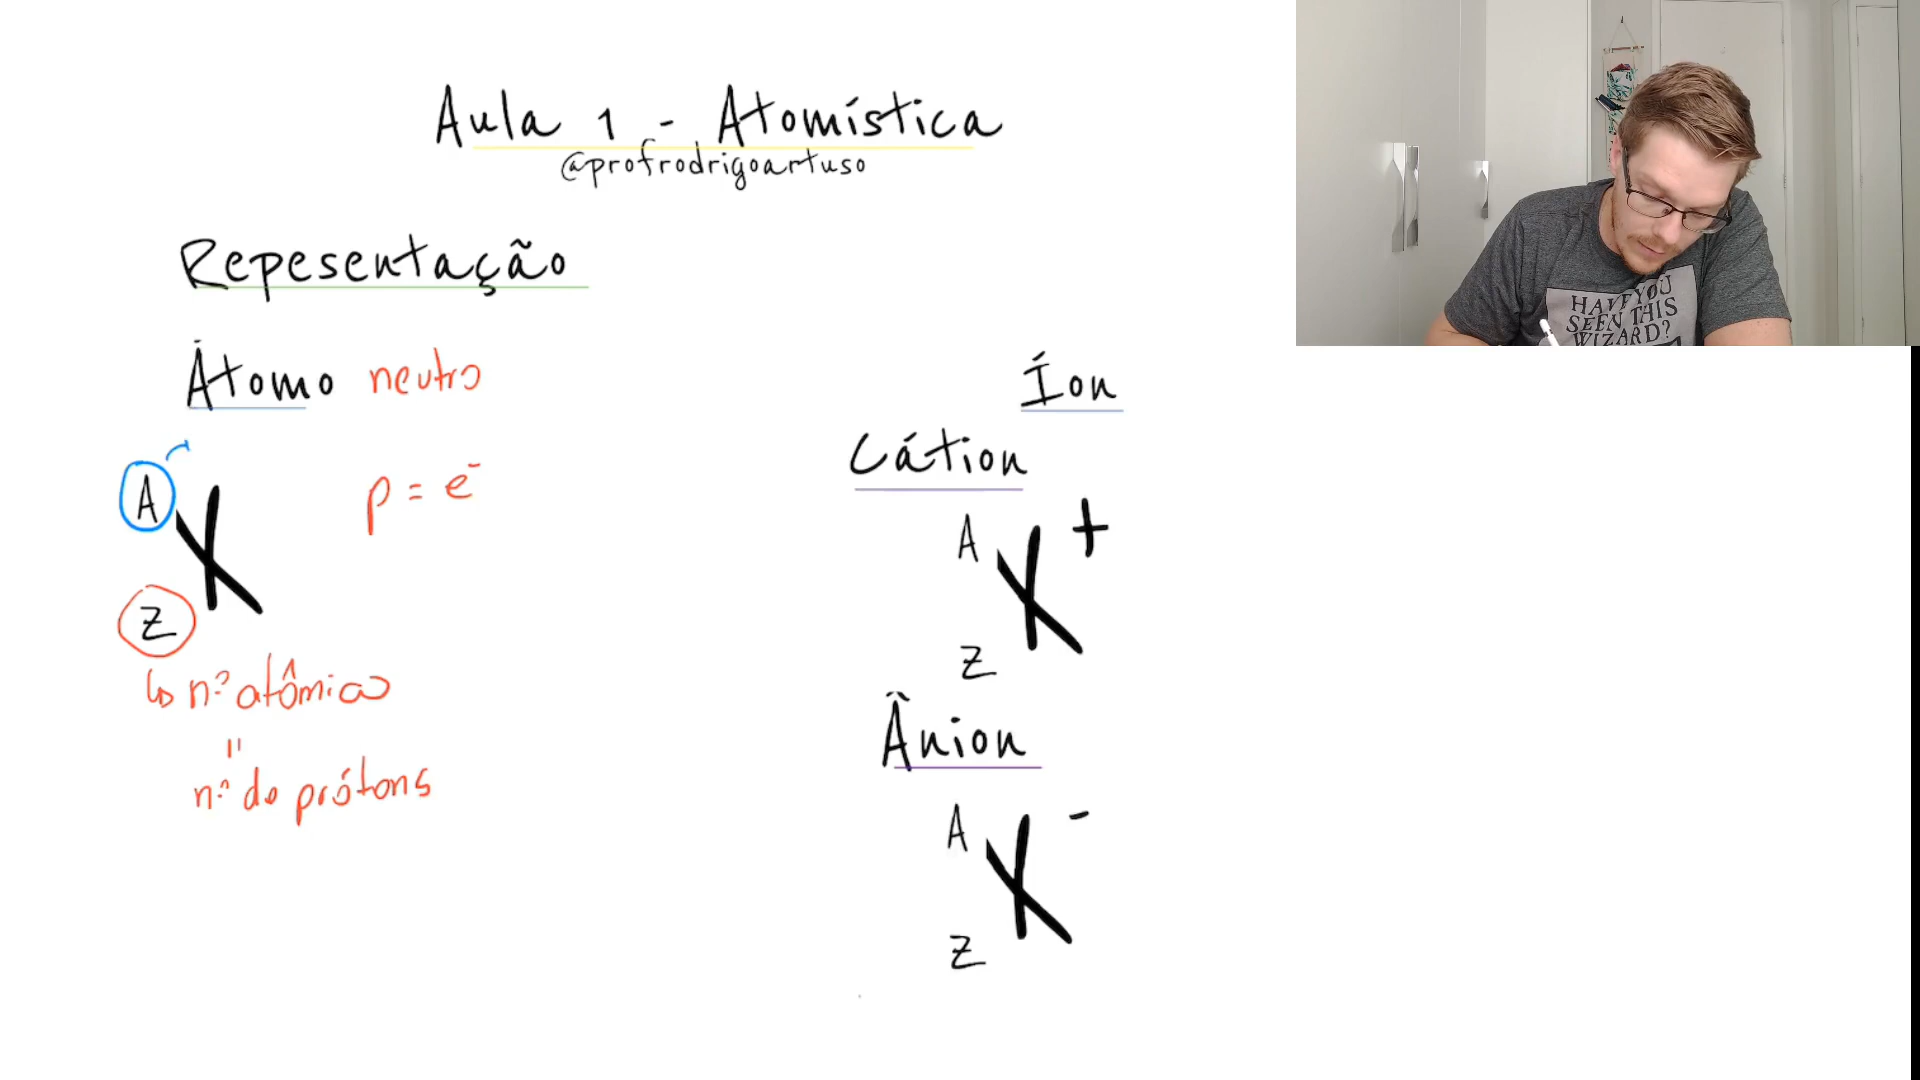 Aula 1 - Atomística
@profrodrigoartuso
HAVE YOU
SEEN THIS
WIZARD?
Repesentação
Átomo neutro
Íon
Cátion
A
X
Z
p = e-
nº atômico
"
nº de prótons
A
X
+
Z
Ânion
A
X
-
Z